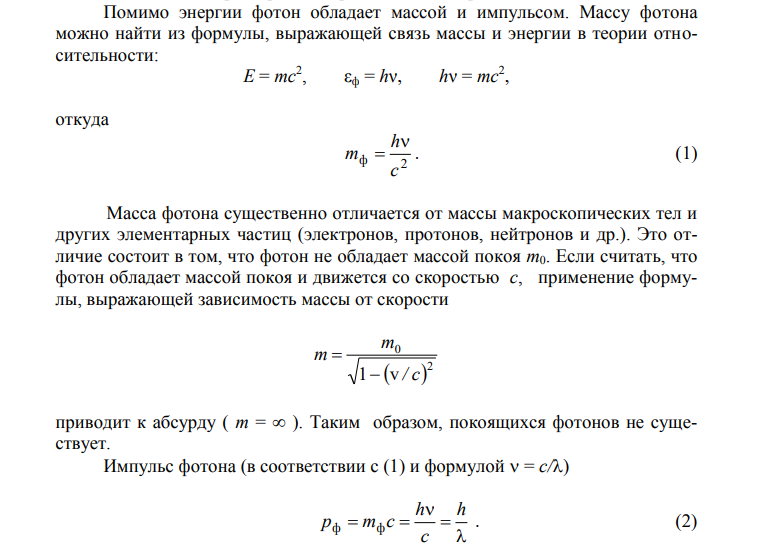 Помимо энергии фотон обладает массой и импульсом. Массу фотона
можно найти из формулы, выражающей связь массы и энергии в теории отно-
сительности:
E = mc², εф = hν, hν = mc²,
откуда
mф = hν / c² . (1)
Масса фотона существенно отличается от массы макроскопических тел и
других элементарных частиц (электронов, протонов, нейтронов и др.). Это от-
личие состоит в том, что фотон не обладает массой покоя m₀. Если считать, что
фотон обладает массой покоя и движется со скоростью c, применение форму-
лы, выражающей зависимость массы от скорости
m = m₀ / √(1 – (v / c)²)
приводит к абсурду ( m = ∞ ). Таким образом, покоящихся фотонов не суще-
ствует.
Импульс фотона (в соответствии с (1) и формулой ν = c/λ)
pф = mфc = hν / c = h / λ . (2)